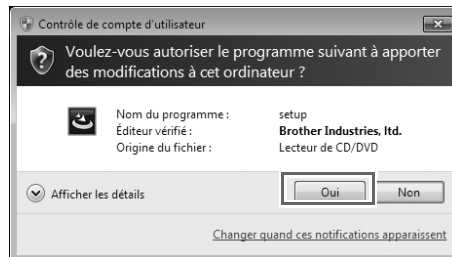 Contrôle de compte d'utilisateur
Voulez-vous autoriser le programme suivant à apporter
des modifications à cet ordinateur ?
Nom du programme : setup
Éditeur vérifié : Brother Industries, ltd.
Origine du fichier : Lecteur de CD/DVD
Afficher les détails
Oui
Non
Changer quand ces notifications apparaissent